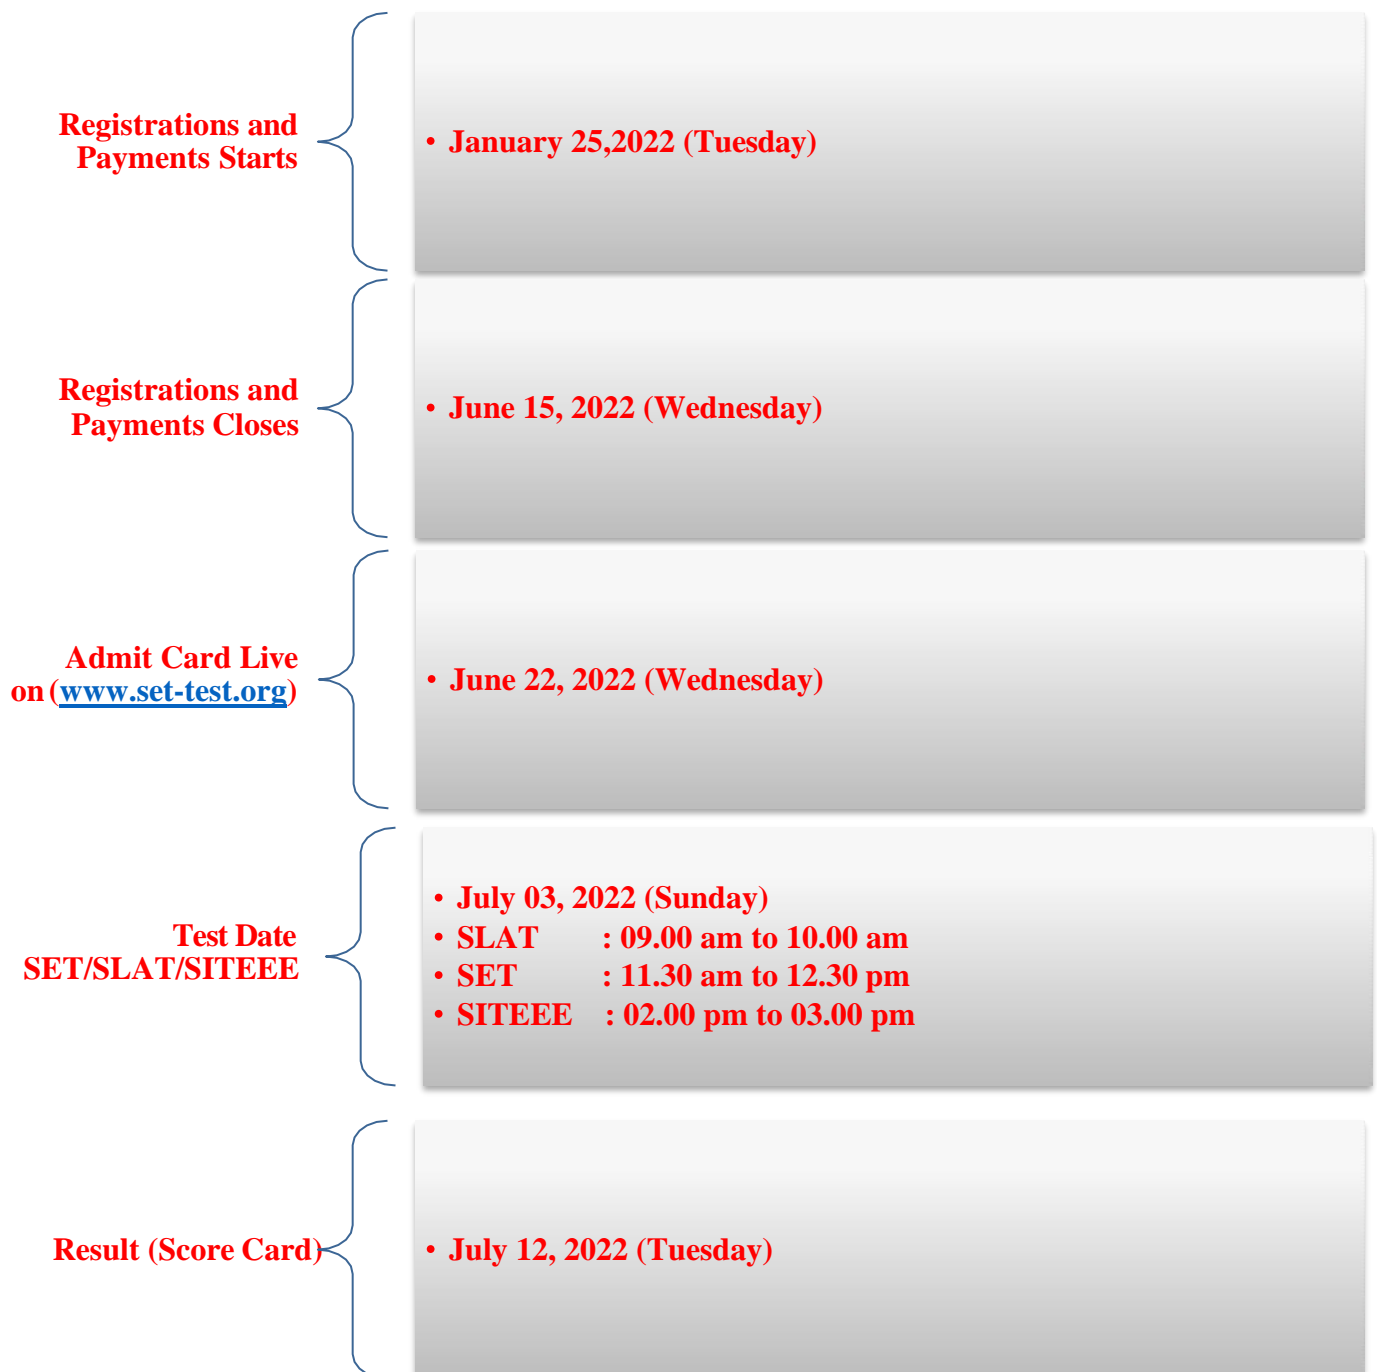 Registrations and
Payments Starts
• January 25,2022 (Tuesday)
Registrations and
Payments Closes
• June 15, 2022 (Wednesday)
Admit Card Live
on (www.set-test.org)
• June 22, 2022 (Wednesday)
Test Date
SET/SLAT/SITEEE
• July 03, 2022 (Sunday)
• SLAT : 09.00 am to 10.00 am
• SET : 11.30 am to 12.30 pm
• SITEEE : 02.00 pm to 03.00 pm
Result (Score Card)
• July 12, 2022 (Tuesday)